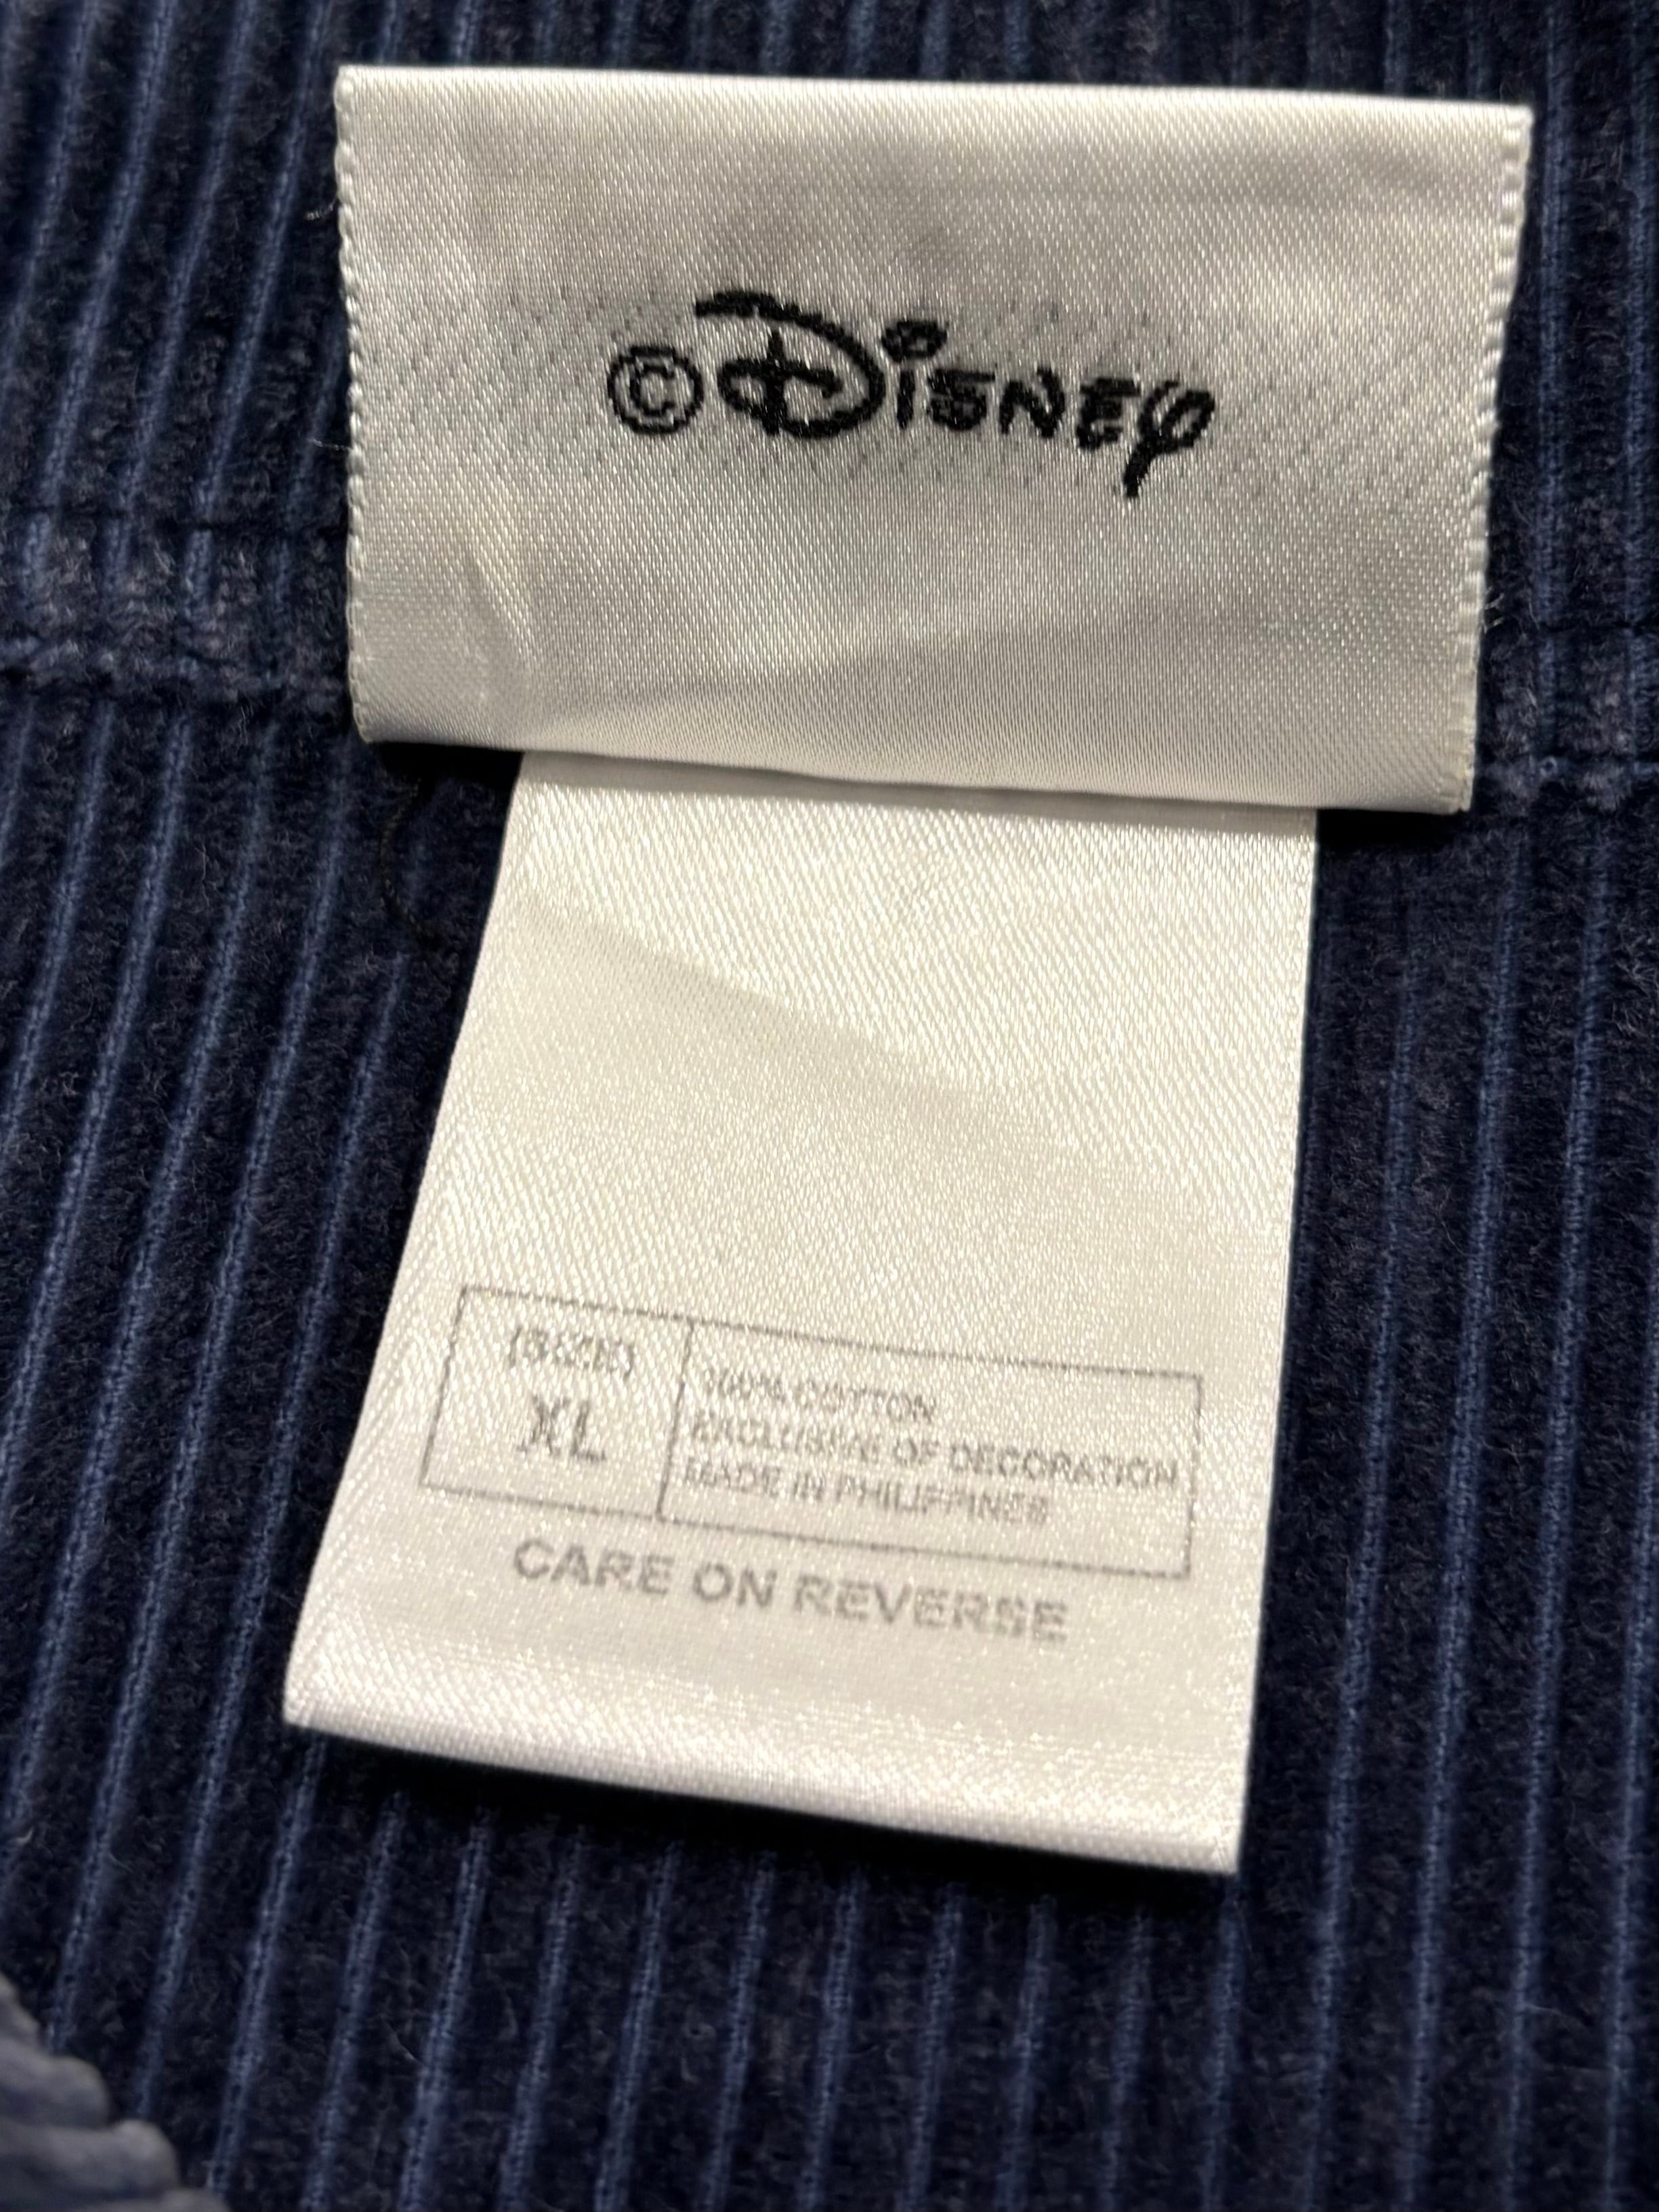 ©Disney
(SIZE)
XL
100% COTTON
EXCLUSIVE OF DECORATION
MADE IN PHILIPPINES
CARE ON REVERSE